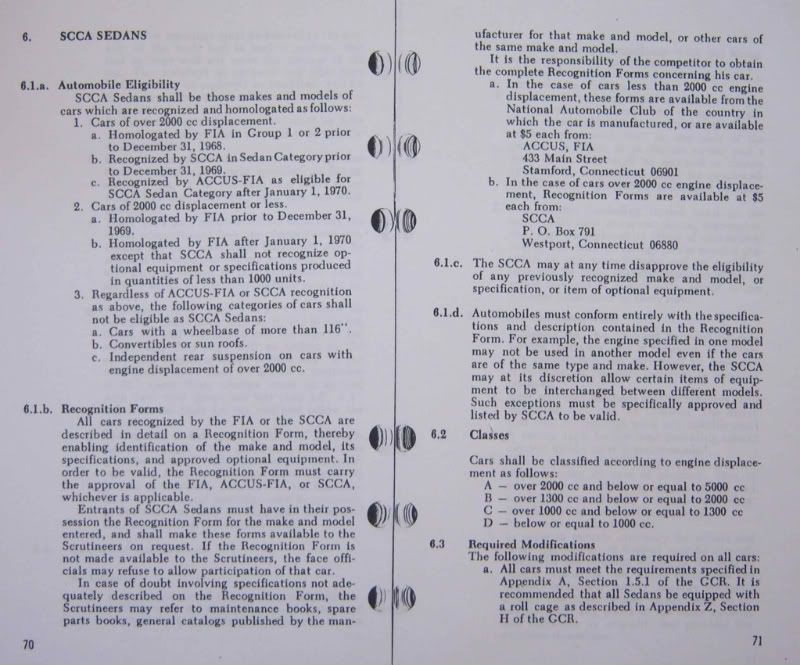 6. SCCA SEDANS
6.1.a. Automobile Eligibility
SCCA Sedans shall be those makes and models of
cars which are recognized and homologated as follows:
1. Cars of over 2000 cc displacement.
a. Homologated by FIA in Group 1 or 2 prior
to December 31, 1968.
b. Recognized by SCCA in Sedan Category prior
to December 31, 1969.
c. Recognized by ACCUS-FIA as eligible for
SCCA Sedan Category after January 1, 1970.
2. Cars of 2000 cc displacement or less.
a. Homologated by FIA prior to December 31,
1969.
b. Homologated by FIA after January 1, 1970
except that SCCA shall not recognize op-
tional equipment or specifications produced
in quantities of less than 1000 units.
3. Regardless of ACCUS-FIA or SCCA recognition
as above, the following categories of cars shall
not be eligible as SCCA Sedans:
a. Cars with a wheelbase of more than 116".
b. Convertibles or sun roofs.
c. Independent rear suspension on cars with
engine displacement of over 2000 cc.
6.1.b. Recognition Forms
All cars recognized by the FIA or the SCCA are
described in detail on a Recognition Form, thereby
enabling identification of the make and model, its
specifications, and approved optional equipment. In
order to be valid, the Recognition Form must carry
the approval of the FIA, ACCUS-FIA, or SCCA,
whichever is applicable.
Entrants of SCCA Sedans must have in their pos-
session the Recognition Form for the make and model
entered, and shall make these forms available to the
Scrutineers on request. If the Recognition Form is
not made available to the Scrutineers, the face offi-
cials may refuse to allow participation of that car.
In case of doubt involving specifications not ade-
quately described on the Recognition Form, the
Scrutineers may refer to maintenance books, spare
parts books, general catalogs published by the man-
70
ufacturer for that make and model, or other cars of
the same make and model.
It is the responsibility of the competitor to obtain
the complete Recognition Forms concerning his car.
a. In the case of cars less than 2000 cc engine
displacement, these forms are available from the
National Automobile Club of the country in
which the car is manufactured, or are available
at $5 each from:
ACCUS, FIA
433 Main Street
Stamford, Connecticut 06901
b. In the case of cars over 2000 cc engine displace-
ment, Recognition Forms are available at $5
each from:
SCCA
P. O. Box 791
Westport, Connecticut 06880
6.1.c. The SCCA may at any time disapprove the eligibility
of any previously recognized make and model, or
specification, or item of optional equipment.
6.1.d. Automobiles must conform entirely with the specifica-
tions and description contained in the Recognition
Form. For example, the engine specified in one model
may not be used in another model even if the cars
are of the same type and make. However, the SCCA
may at its discretion allow certain items of equip-
ment to be interchanged between different models.
Such exceptions must be specifically approved and
listed by SCCA to be valid.
6.2 Classes
Cars shall be classified according to engine displace-
ment as follows:
A — over 2000 cc and below or equal to 5000 cc
B — over 1300 cc and below or equal to 2000 cc
C — over 1000 cc and below or equal to 1300 cc
D — below or equal to 1000 cc.
6.3 Required Modifications
The following modifications are required on all cars:
a. All cars must meet the requirements specified in
Appendix A, Section 1.5.1 of the GCR. It is
recommended that all Sedans be equipped with
a roll cage as described in Appendix Z, Section
H of the GCR.
71